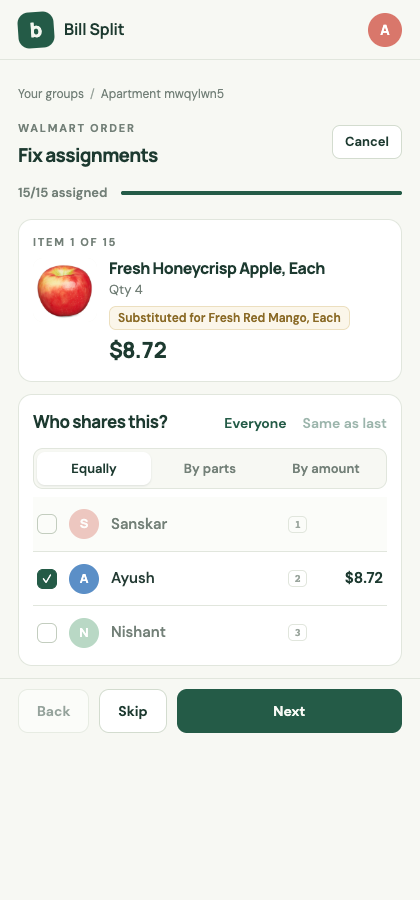 b Bill Split A
Your groups / Apartment mwqylwn5
WALMART ORDER
Fix assignments
Cancel
15/15 assigned
ITEM 1 OF 15
Fresh Honeycrisp Apple, Each
Qty 4
Substituted for Fresh Red Mango, Each
$8.72
Who shares this? Everyone Same as last
Equally By parts By amount
S Sanskar 1
A Ayush 2 $8.72
N Nishant 3
Back Skip Next